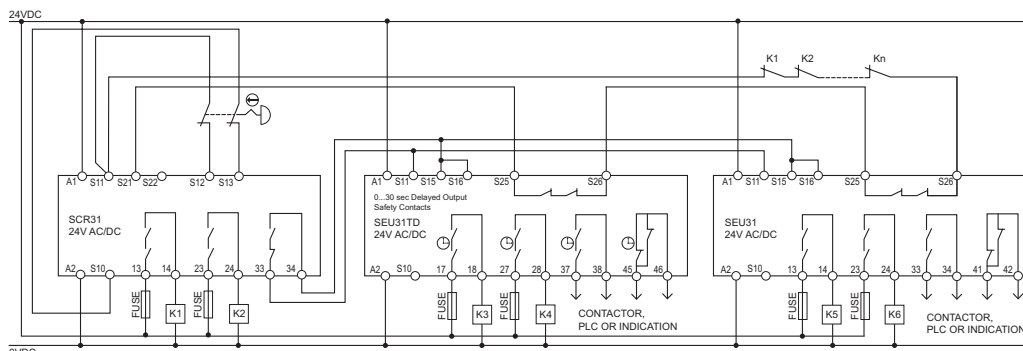 24VDC
K1 K2 Kn
A1 S11 S21 S22 S12 S13
SCR31
24V AC/DC
A2 S10 13 14 23 24 33 34
FUSE K1 FUSE K2
A1 S11 S15 S16 S25 S26
0...30 sec Delayed Output
Safety Contacts
SEU31TD
24V AC/DC
A2 S10 17 18 27 28 37 38 45 46
FUSE K3 FUSE K4
CONTACTOR,
PLC OR INDICATION
A1 S11 S15 S16 S25 S26
SEU31
24V AC/DC
A2 S10 13 14 23 24 33 34 41 42
FUSE K5 FUSE K6
CONTACTOR,
PLC OR INDICATION
0VDC